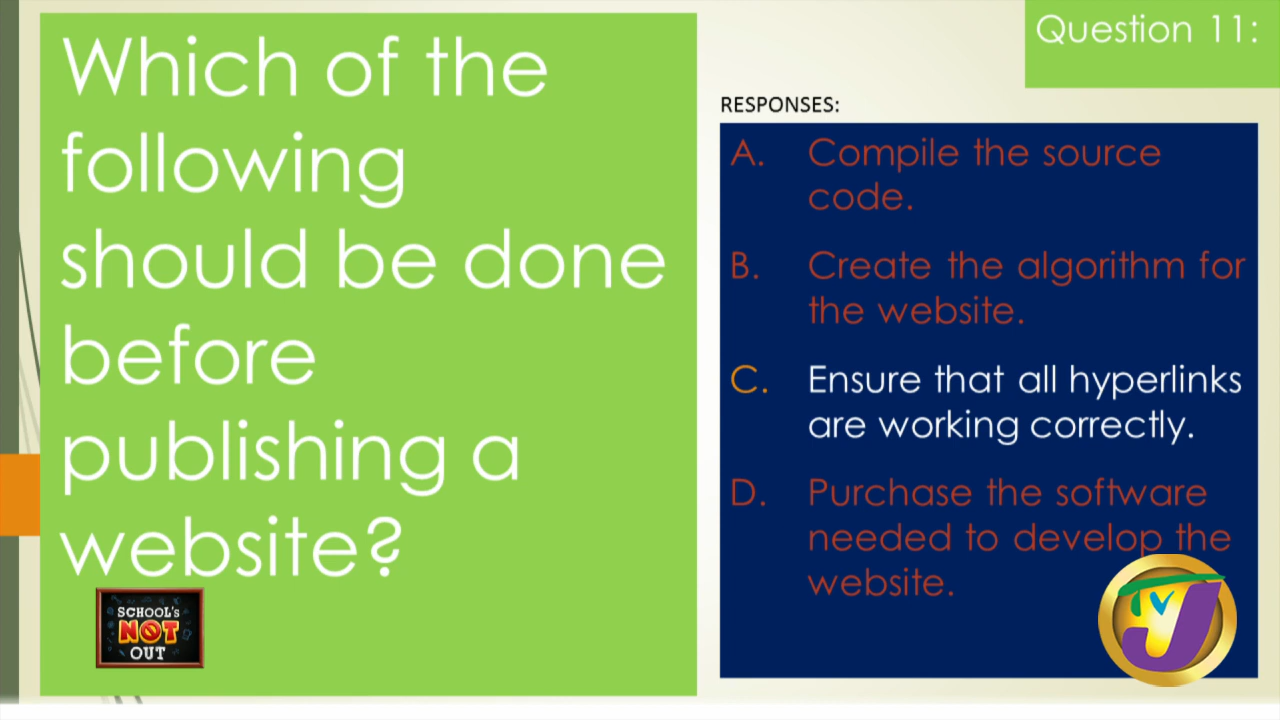 Which of the
following
should be done
before
publishing a
website?
Question 11:
RESPONSES:
A. Compile the source
code.
B. Create the algorithm for
the website.
C. Ensure that all hyperlinks
are working correctly.
D. Purchase the software
needed to develop the
website.
SCHOOL's
NOT
OUT
TVJ